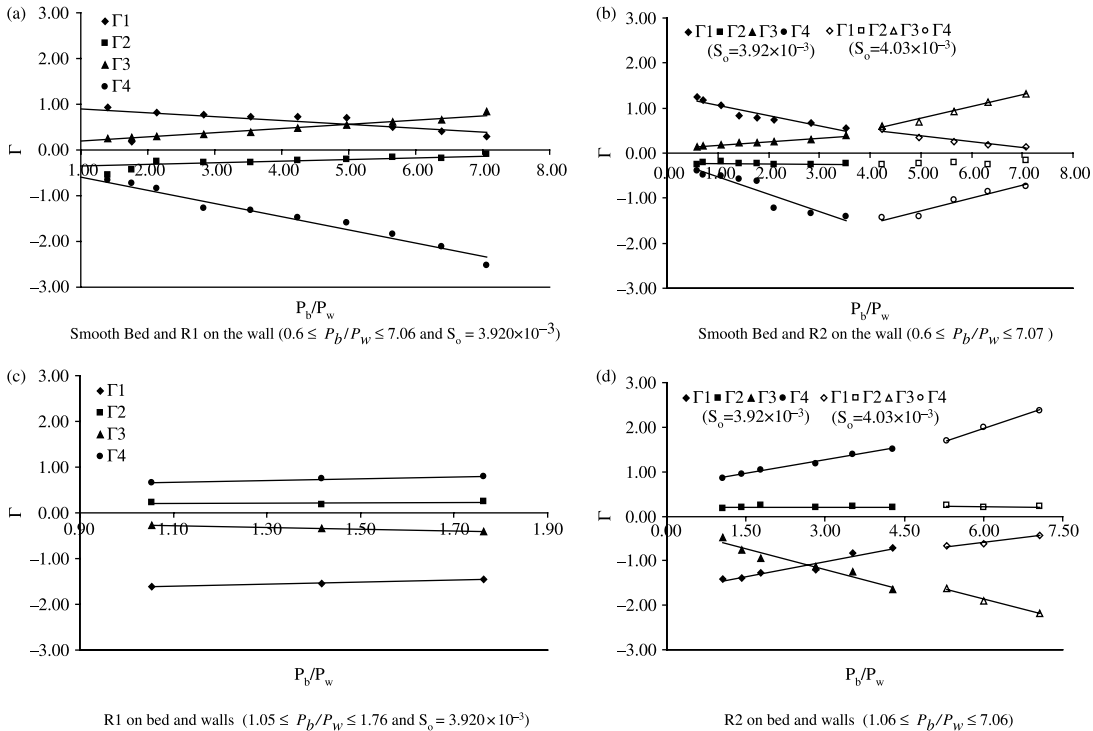 (a)
3.00
2.00
1.00
0.00
–1.00
–2.00
–3.00
Γ
Γ1
Γ2
Γ3
Γ4
1.00 2.00 3.00 4.00 5.00 6.00 7.00 8.00
Pb/Pw
Smooth Bed and R1 on the wall (0.6 ≤ Pb/Pw ≤ 7.06 and So = 3.920×10–3)
(b)
3.00
2.00
1.00
0.00
–1.00
–2.00
–3.00
Γ
Γ1 Γ2 Γ3 Γ4 Γ1 Γ2 Γ3 Γ4
(So=3.92×10–3) (So=4.03×10–3)
0.00 1.00 2.00 3.00 4.00 5.00 6.00 7.00 8.00
Pb/Pw
Smooth Bed and R2 on the wall (0.6 ≤ Pb/Pw ≤ 7.07 )
(c)
3.00
2.00
1.00
0.00
–1.00
–2.00
–3.00
Γ
Γ1
Γ2
Γ3
Γ4
0.90 1.10 1.30 1.50 1.70 1.90
Pb/Pw
R1 on bed and walls (1.05 ≤ Pb/Pw ≤ 1.76 and So = 3.920×10–3)
(d)
3.00
2.00
1.00
0.00
–1.00
–2.00
–3.00
Γ
Γ1 Γ2 Γ3 Γ4 Γ1 Γ2 Γ3 Γ4
(So=3.92×10–3) (So=4.03×10–3)
0.00 1.50 3.00 4.50 6.00 7.50
Pb/Pw
R2 on bed and walls (1.06 ≤ Pb/Pw ≤ 7.06)